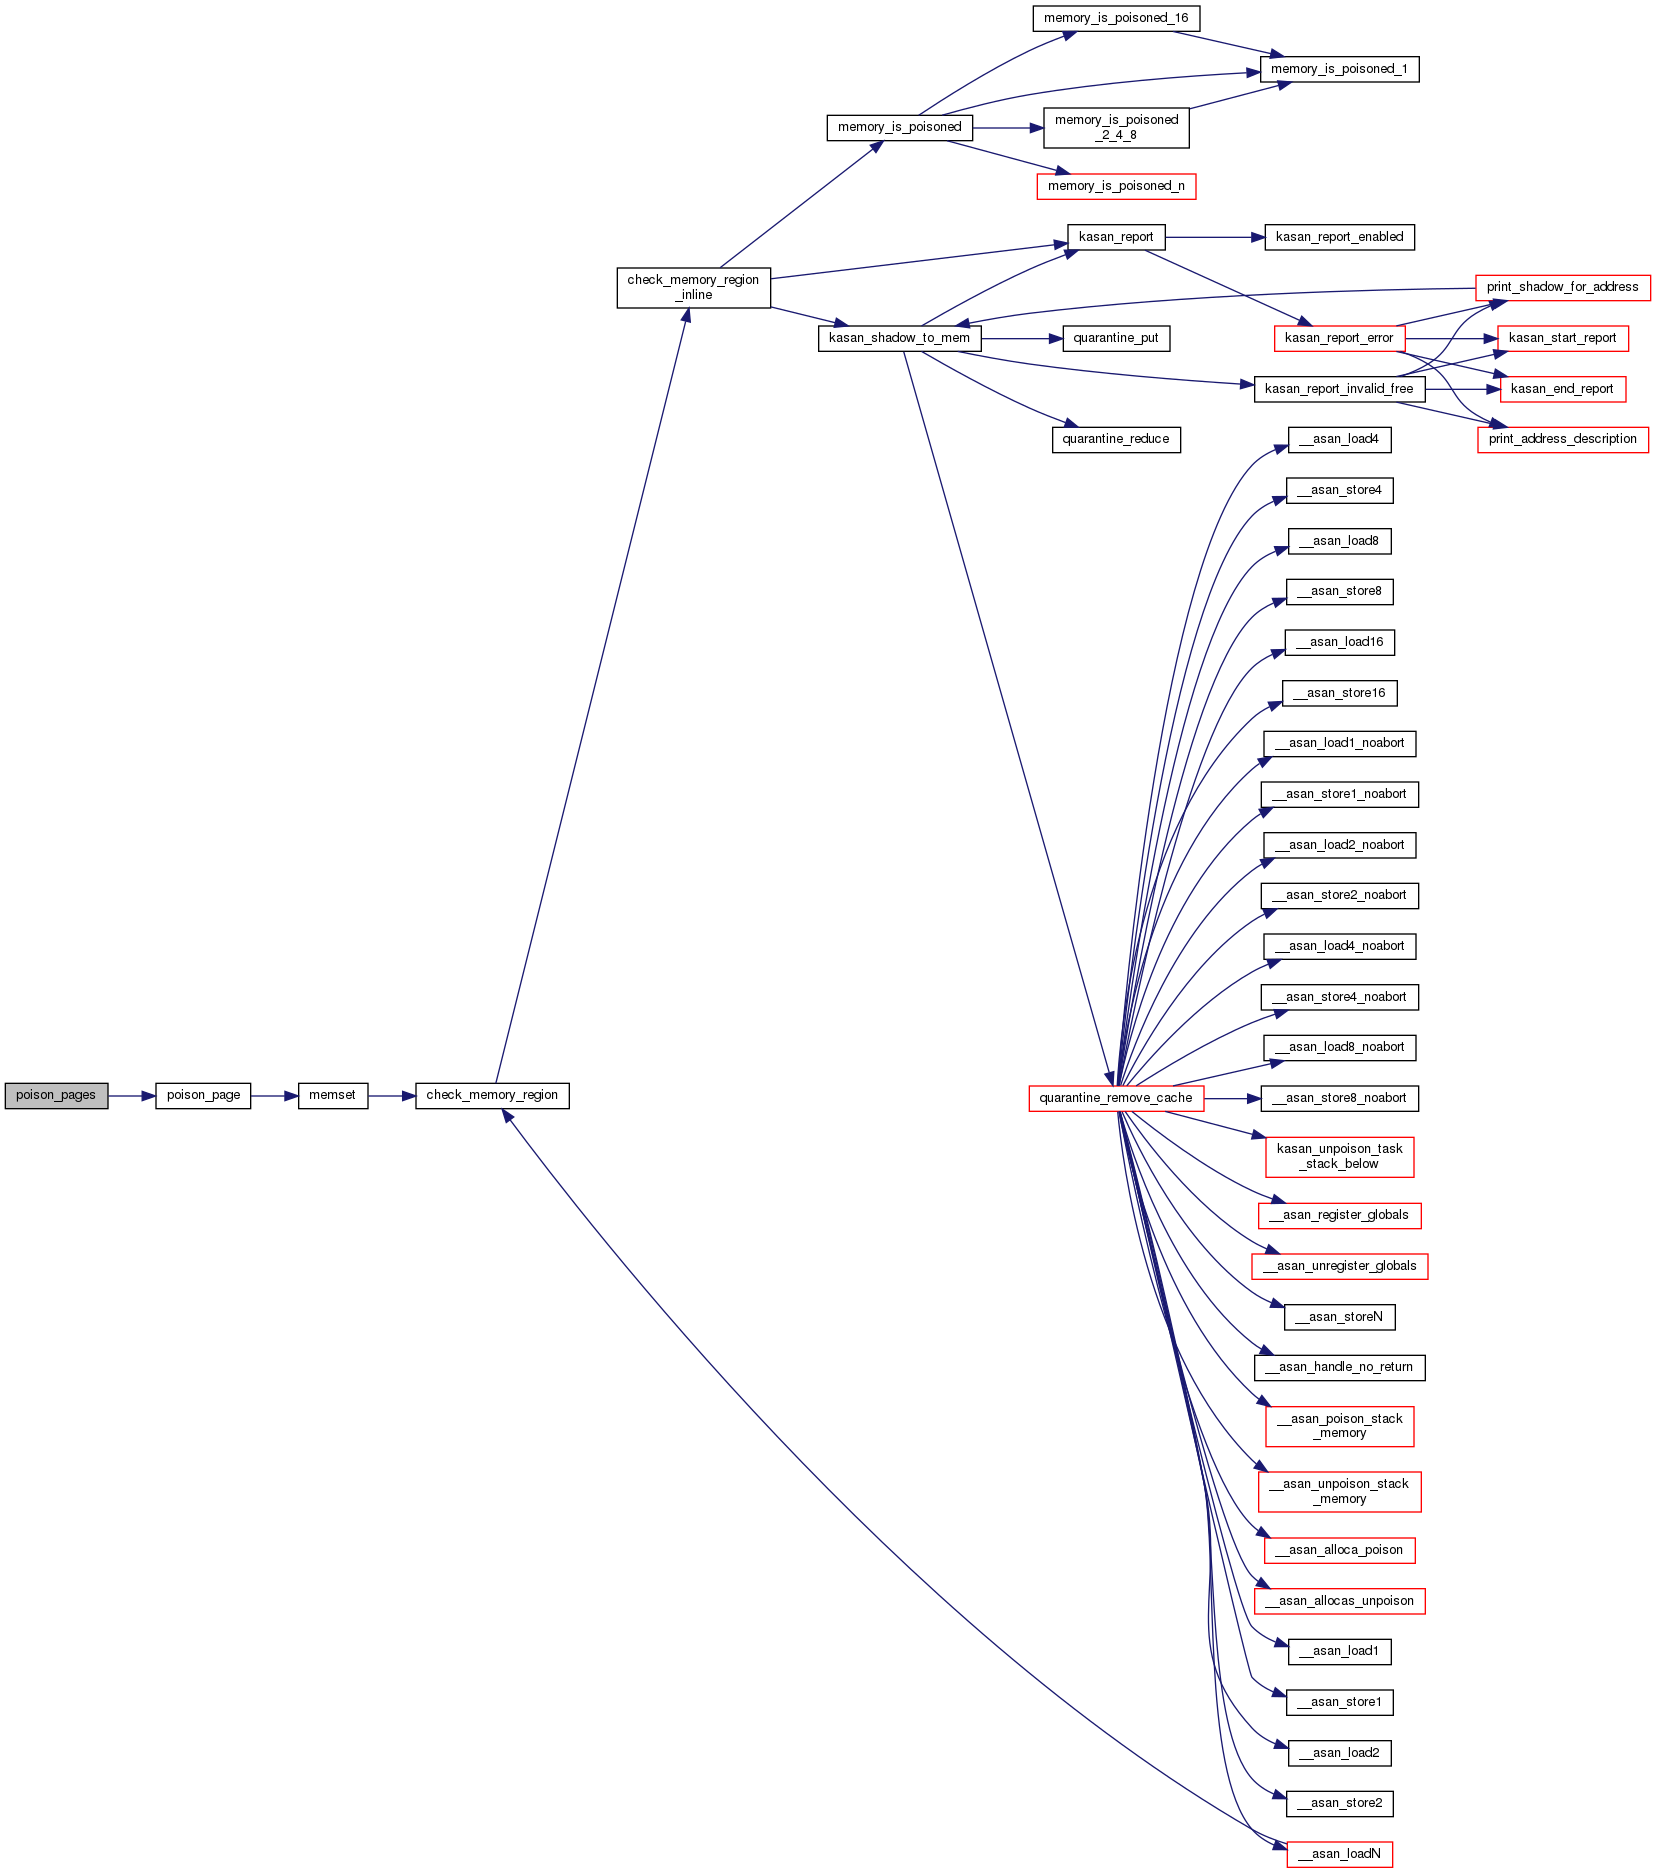 memory_is_poisoned_16
memory_is_poisoned_1
memory_is_poisoned
memory_is_poisoned
_2_4_8
memory_is_poisoned_n
kasan_report
kasan_report_enabled
check_memory_region
_inline
print_shadow_for_address
kasan_shadow_to_mem
quarantine_put
kasan_report_error
kasan_start_report
kasan_report_invalid_free
kasan_end_report
quarantine_reduce
print_address_description
__asan_load4
__asan_store4
__asan_load8
__asan_store8
__asan_load16
__asan_store16
__asan_load1_noabort
__asan_store1_noabort
__asan_load2_noabort
__asan_store2_noabort
__asan_load4_noabort
__asan_store4_noabort
__asan_load8_noabort
poison_pages
poison_page
memset
check_memory_region
quarantine_remove_cache
__asan_store8_noabort
kasan_unpoison_task
_stack_below
__asan_register_globals
__asan_unregister_globals
__asan_storeN
__asan_handle_no_return
__asan_poison_stack
_memory
__asan_unpoison_stack
_memory
__asan_alloca_poison
__asan_allocas_unpoison
__asan_load1
__asan_store1
__asan_load2
__asan_store2
__asan_loadN